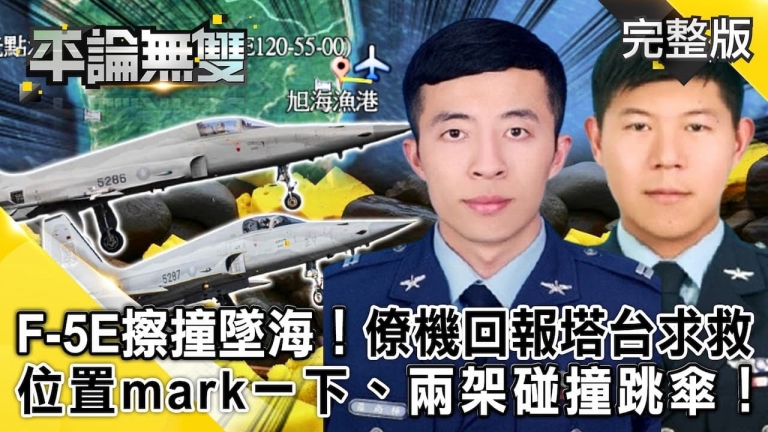 平論無雙
完整版
E120-55-00)
旭海漁港
5286
5287
F-5E擦撞墜海！僚機回報塔台求救
位置mark一下、兩架碰撞跳傘！